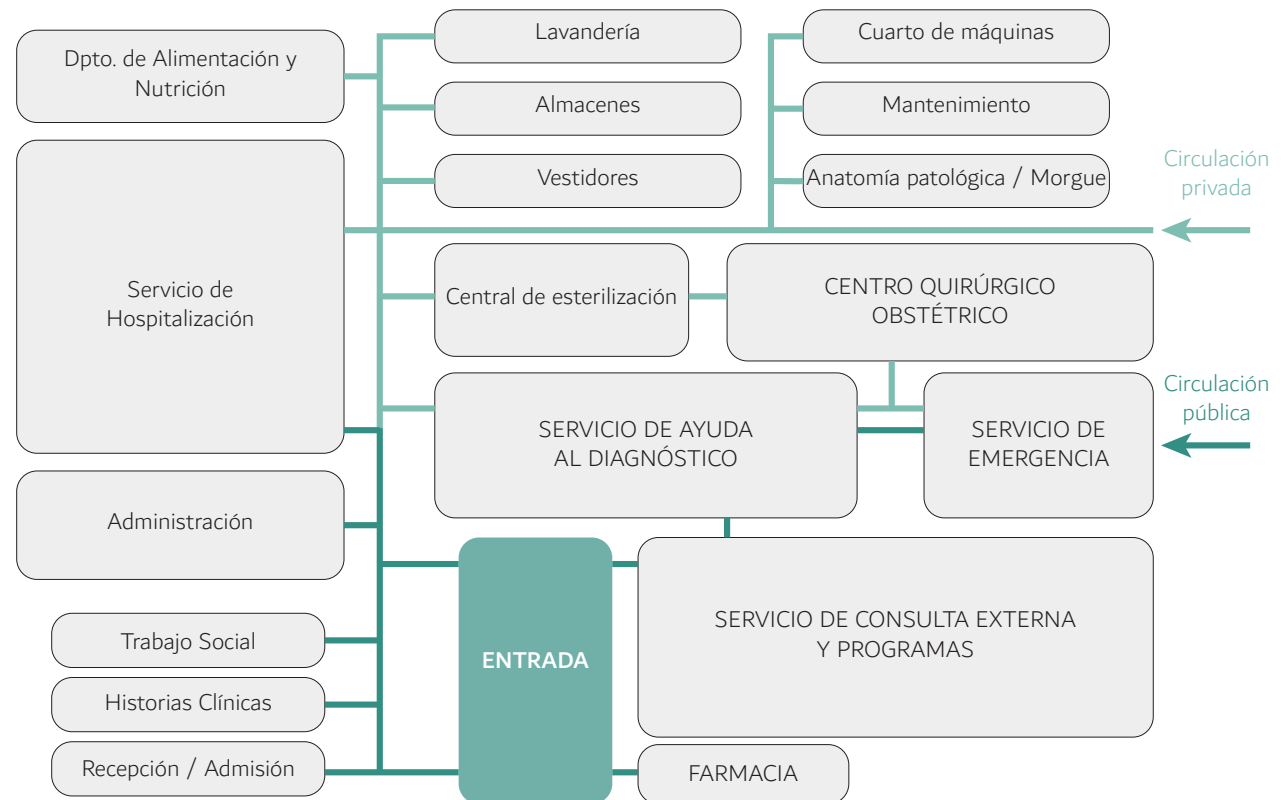 Dpto. de Alimentación y
Nutrición
Lavandería
Cuarto de máquinas
Almacenes
Mantenimiento
Vestidores
Anatomía patológica / Morgue
Circulación
privada
Servicio de
Hospitalización
Central de esterilización
CENTRO QUIRÚRGICO
OBSTÉTRICO
SERVICIO DE AYUDA
AL DIAGNÓSTICO
SERVICIO DE
EMERGENCIA
Circulación
pública
Administración
Trabajo Social
Historias Clínicas
Recepción / Admisión
ENTRADA
SERVICIO DE CONSULTA EXTERNA
Y PROGRAMAS
FARMACIA